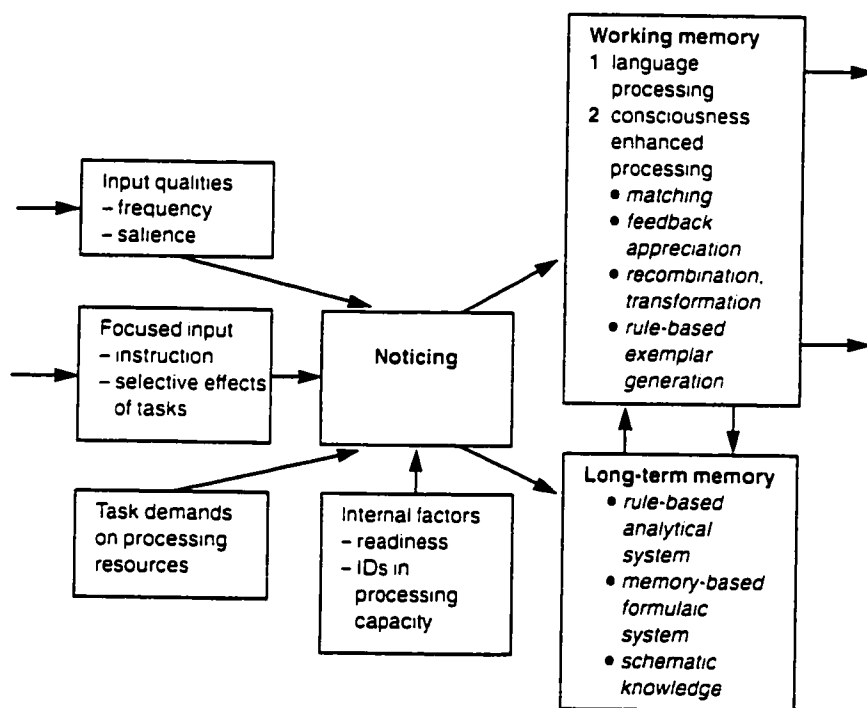 Working memory
1 language
processing
2 consciousness
enhanced
processing
• matching
• feedback
appreciation
• recombination,
transformation
• rule-based
exemplar
generation
Input qualities
– frequency
– salience
Focused input
– instruction
– selective effects
of tasks
Noticing
Task demands
on processing
resources
Internal factors
– readiness
– IDs in
processing
capacity
Long-term memory
• rule-based
analytical
system
• memory-based
formulaic
system
• schematic
knowledge